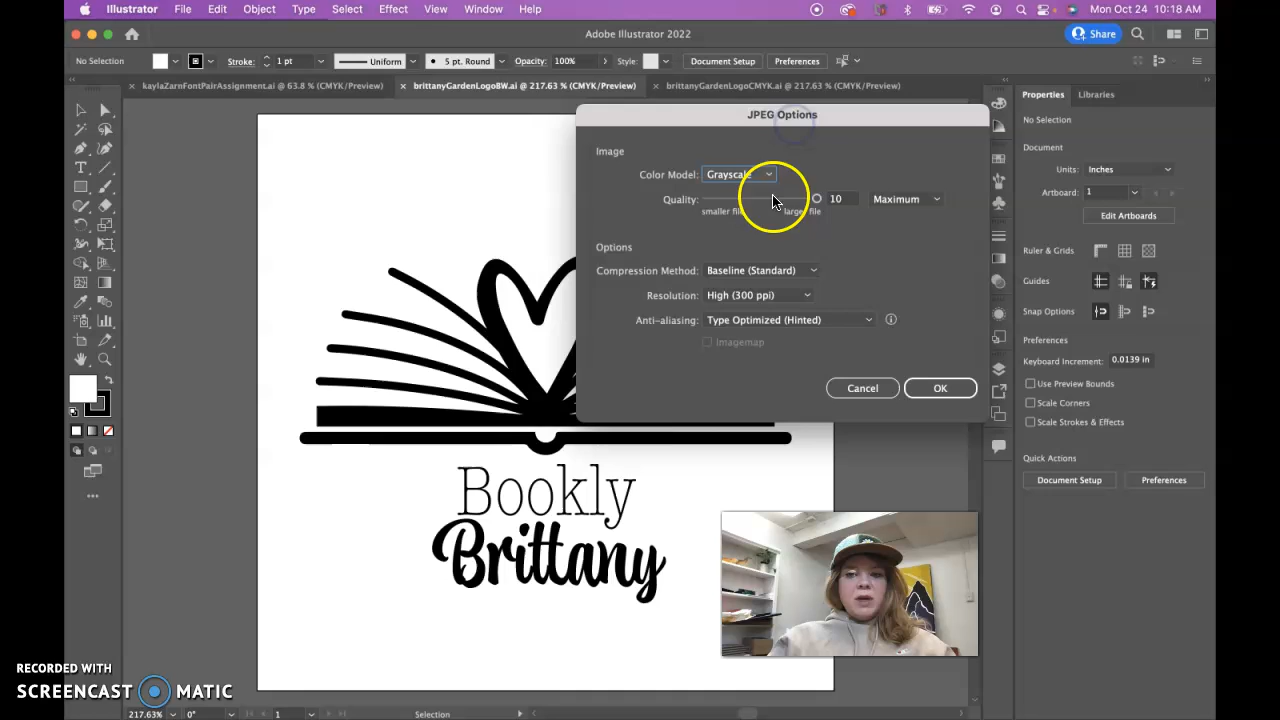 Illustrator File Edit Object Type Select Effect View Window Help Mon Oct 24 10:18 AM
Adobe Illustrator 2022 Share
No Selection Stroke: 1 pt Uniform 5 pt. Round Opacity: 100% Style: Document Setup Preferences
kaylaZarnFontPairAssignment.ai @ 63.8 % (CMYK/Preview) brittanyGardenLogoBW.ai @ 217.63 % (CMYK/Preview) brittanyGardenLogoCMYK.ai @ 217.63 % (CMYK/Preview)
JPEG Options
Image
Color Model: Grayscale
Quality: 10 Maximum
smaller file larger file
Options
Compression Method: Baseline (Standard)
Resolution: High (300 ppi)
Anti-aliasing: Type Optimized (Hinted)
Imagemap
Cancel OK
Properties Libraries
No Selection
Document
Units: Inches
Artboard: 1
Edit Artboards
Ruler & Grids
Guides
Snap Options
Preferences
Keyboard Increment: 0.0139 in
Use Preview Bounds
Scale Corners
Scale Strokes & Effects
Quick Actions
Document Setup Preferences
Bookly
Brittany
RECORDED WITH
SCREENCAST MATIC
217.63% 0° 1 Selection